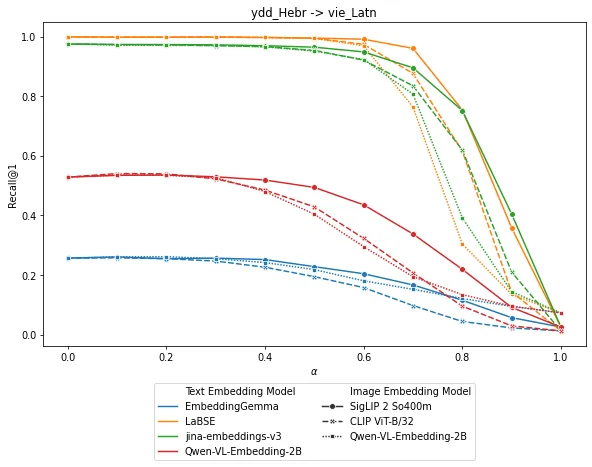 ydd_Hebr -> vie_Latn
1.0
0.8
0.6
0.4
0.2
0.0
Recall@1
0.0 0.2 0.4 0.6 0.8 1.0
α
Text Embedding Model Image Embedding Model
EmbeddingGemma SigLIP 2 So400m
LaBSE CLIP ViT-B/32
jina-embeddings-v3 Qwen-VL-Embedding-2B
Qwen-VL-Embedding-2B